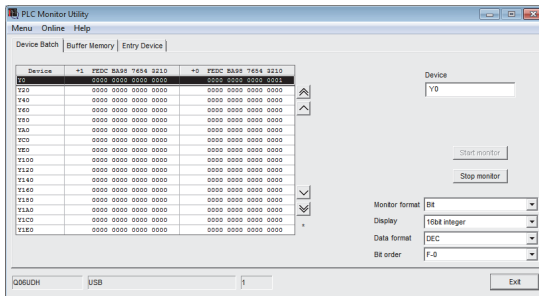 PLC Monitor Utility
Menu Online Help
Device Batch Buffer Memory Entry Device
Device +1 FEDC BA98 7654 3210 +0 FEDC BA98 7654 3210
Y0 0000 0000 0000 0000 0000 0000 0000 0001
Y20 0000 0000 0000 0000 0000 0000 0000 0000
Y40 0000 0000 0000 0000 0000 0000 0000 0000
Y60 0000 0000 0000 0000 0000 0000 0000 0000
Y80 0000 0000 0000 0000 0000 0000 0000 0000
YA0 0000 0000 0000 0000 0000 0000 0000 0000
YC0 0000 0000 0000 0000 0000 0000 0000 0000
YE0 0000 0000 0000 0000 0000 0000 0000 0000
Y100 0000 0000 0000 0000 0000 0000 0000 0000
Y120 0000 0000 0000 0000 0000 0000 0000 0000
Y140 0000 0000 0000 0000 0000 0000 0000 0000
Y160 0000 0000 0000 0000 0000 0000 0000 0000
Y180 0000 0000 0000 0000 0000 0000 0000 0000
Y1A0 0000 0000 0000 0000 0000 0000 0000 0000
Y1C0 0000 0000 0000 0000 0000 0000 0000 0000
Y1E0 0000 0000 0000 0000 0000 0000 0000 0000
*
Device
Y0
Start monitor
Stop monitor
Monitor format Bit
Display 16bit integer
Data format DEC
Bit order F-0
Q06UDH USB 1 Exit